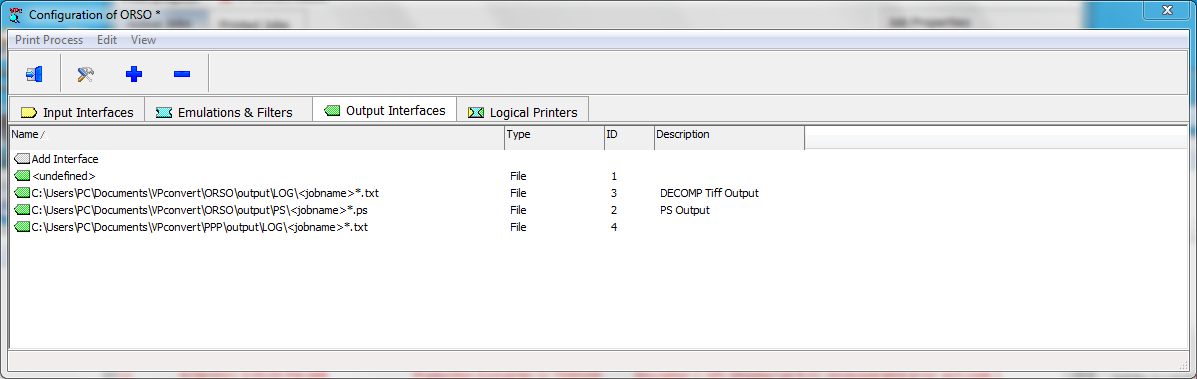 Configuration of ORSO *
Print Process Edit View
Input Interfaces Emulations & Filters Output Interfaces Logical Printers
Name Type ID Description
Add Interface
<undefined> File 1
C:\Users\PC\Documents\VPconvert\ORSO\output\LOG\<jobname>*.txt File 3 DECOMP Tiff Output
C:\Users\PC\Documents\VPconvert\ORSO\output\PS\<jobname>*.ps File 2 PS Output
C:\Users\PC\Documents\VPconvert\PPP\output\LOG\<jobname>*.txt File 4